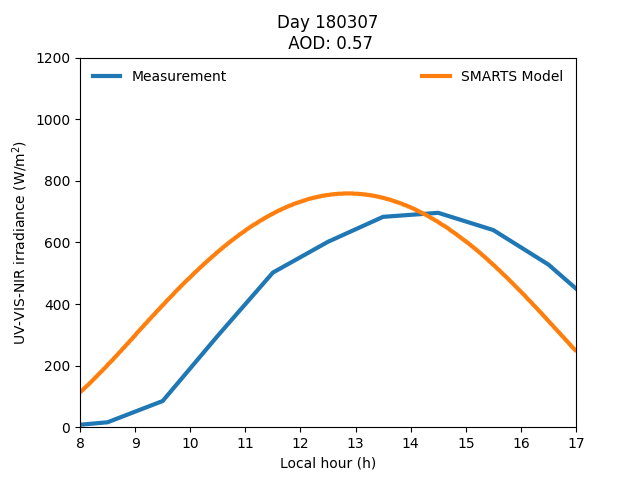 Day 180307
AOD: 0.57
Measurement
SMARTS Model
UV-VIS-NIR irradiance (W/m²)
1200
1000
800
600
400
200
0
8 9 10 11 12 13 14 15 16 17
Local hour (h)